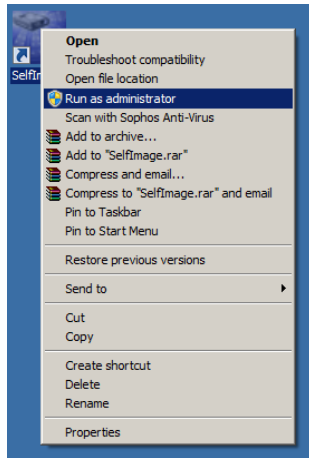 Open
Troubleshoot compatibility
Open file location
SelfIm
Run as administrator
Scan with Sophos Anti-Virus
Add to archive...
Add to "SelfImage.rar"
Compress and email...
Compress to "SelfImage.rar" and email
Pin to Taskbar
Pin to Start Menu
Restore previous versions
Send to
Cut
Copy
Create shortcut
Delete
Rename
Properties